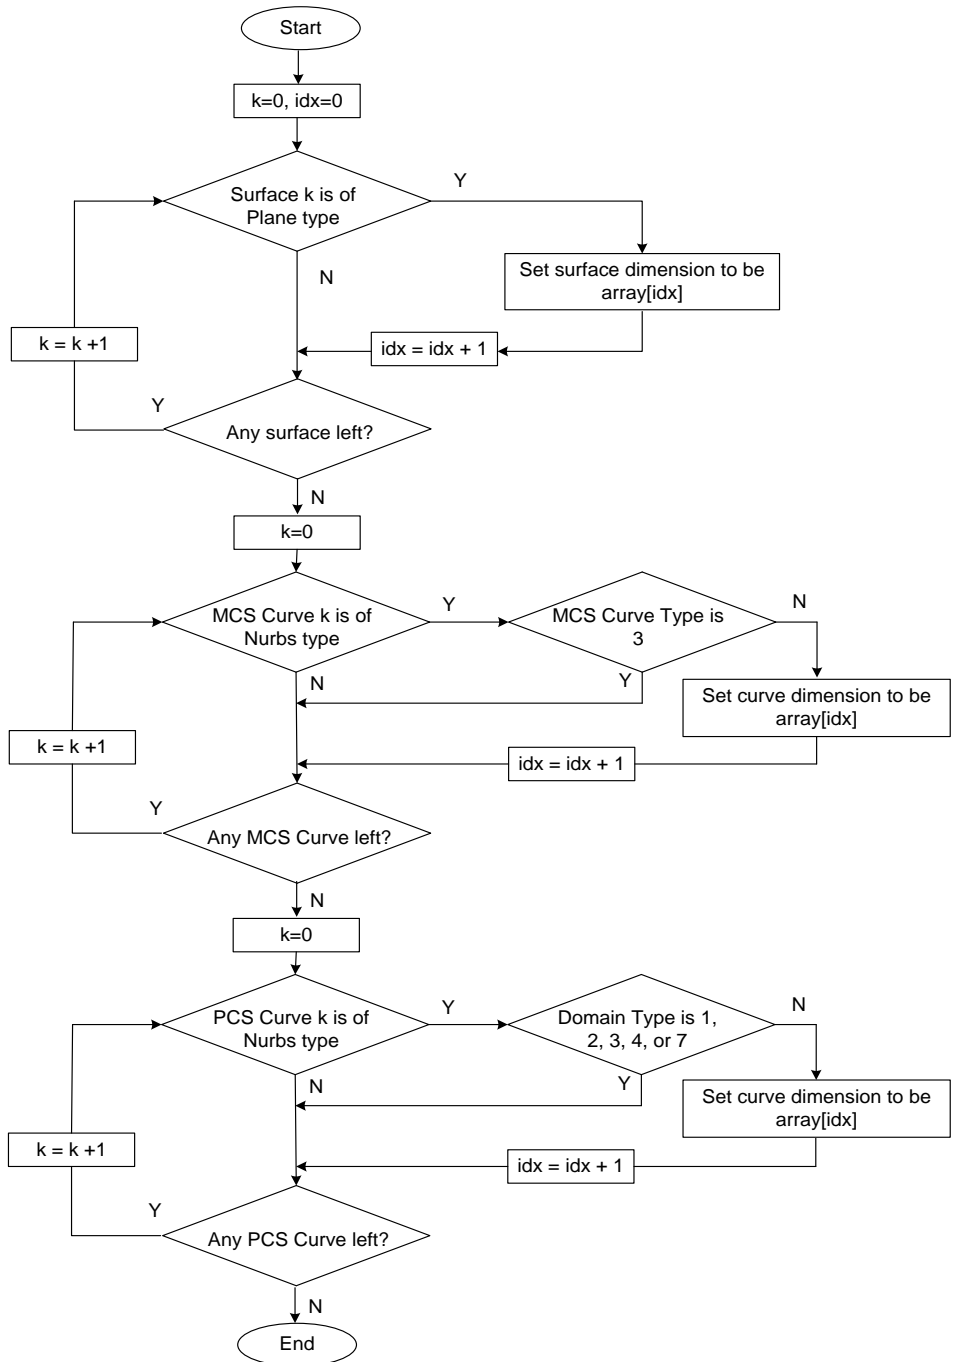 Start
k=0, idx=0
Surface k is of
Plane type
Y
N
Set surface dimension to be
array[idx]
idx = idx + 1
k = k +1
Y
Any surface left?
N
k=0
MCS Curve k is of
Nurbs type
Y
MCS Curve Type is
3
N
N
Y
Set curve dimension to be
array[idx]
k = k +1
idx = idx + 1
Y
Any MCS Curve left?
N
k=0
PCS Curve k is of
Nurbs type
Y
Domain Type is 1,
2, 3, 4, or 7
N
N
Y
Set curve dimension to be
array[idx]
k = k +1
idx = idx + 1
Y
Any PCS Curve left?
N
End